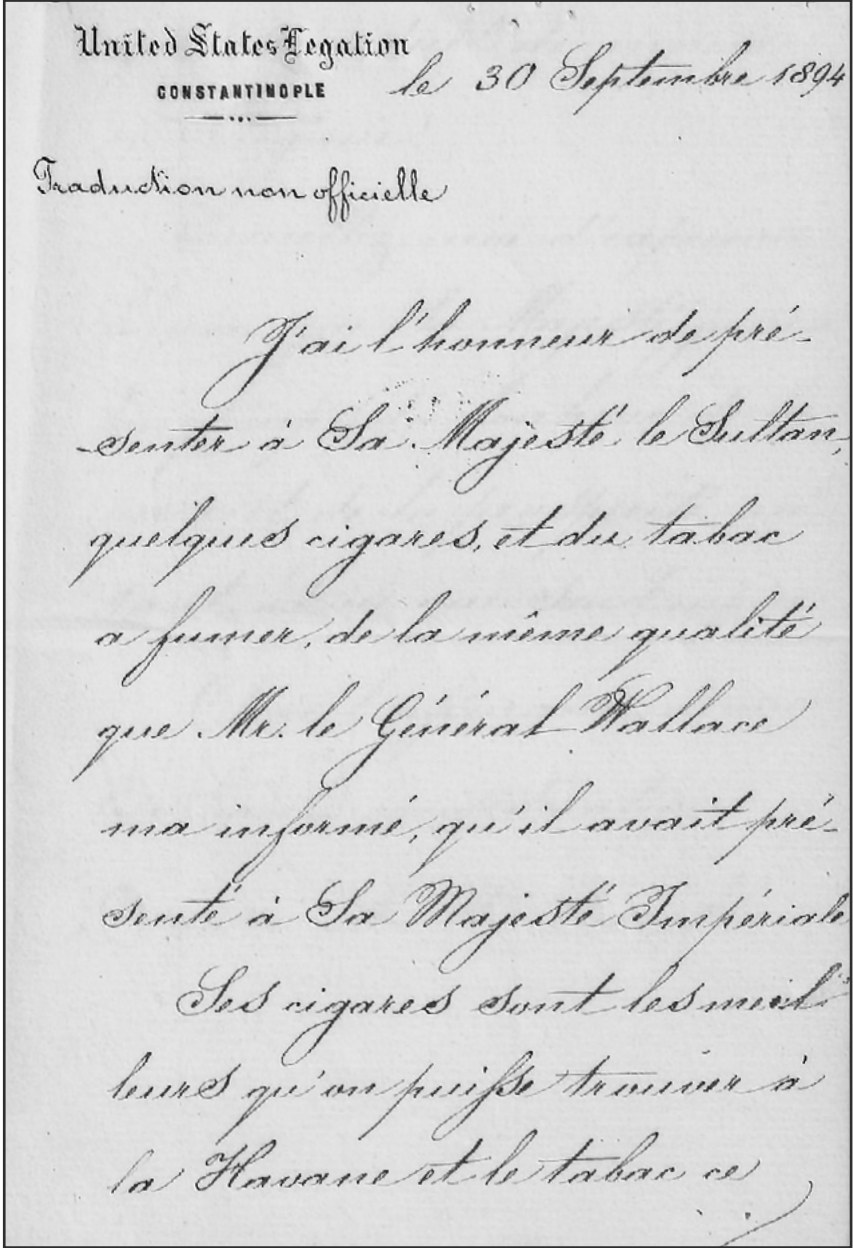 United States Legation
CONSTANTINOPLE
le 30 Septembre 1894
Traduction non officielle
J'ai l'honneur de pré-
-senter à Sa Majesté le Sultan,
quelques cigares, et du tabac
a fumer, de la même qualité
que Mr. le Général Wallace
ma informé, qu'il avait pré-
senté à Sa Majesté Impériale
Ses cigares sont les meil-
leurs qu'on puisse trouver à
la Havane et le tabac ce